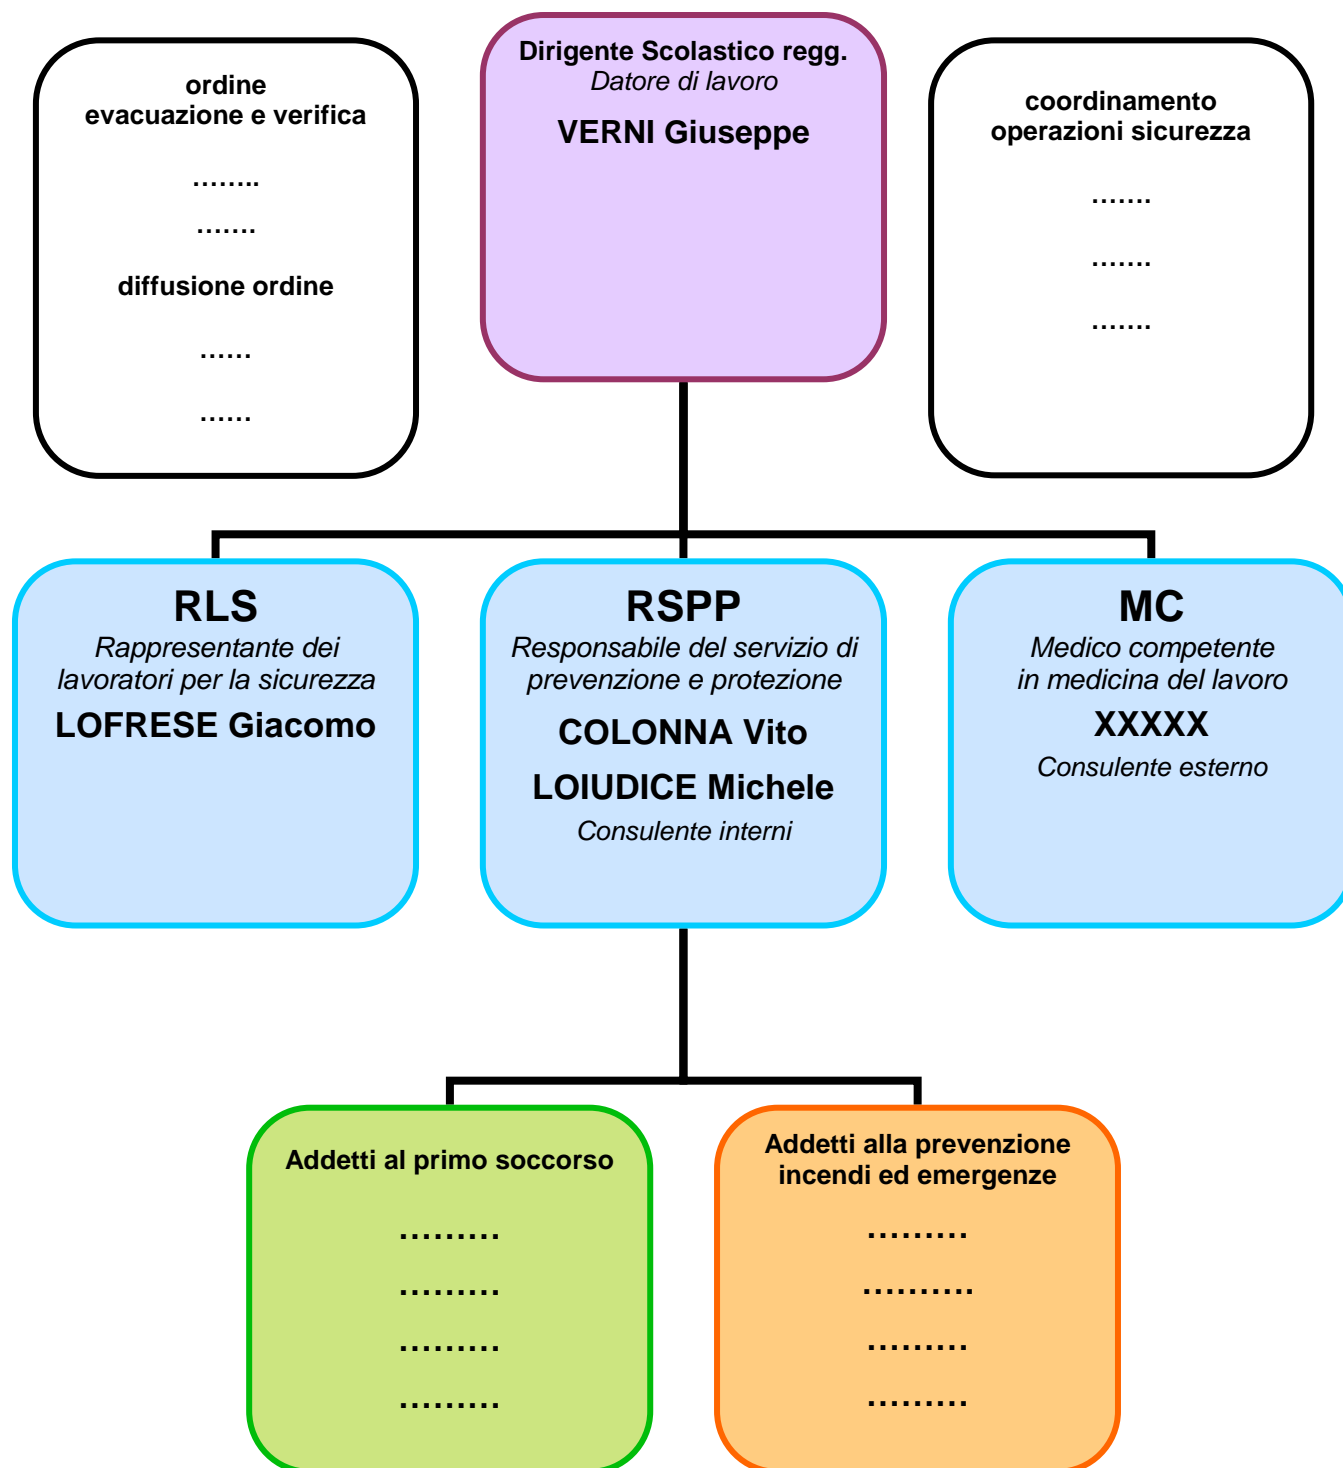 ordine
evacuazione e verifica
……..
…….
diffusione ordine
……
……
Dirigente Scolastico regg.
Datore di lavoro
VERNI Giuseppe
coordinamento
operazioni sicurezza
…….
…….
…….
RLS
Rappresentante dei
lavoratori per la sicurezza
LOFRESE Giacomo
RSPP
Responsabile del servizio di
prevenzione e protezione
COLONNA Vito
LOIUDICE Michele
Consulente interni
MC
Medico competente
in medicina del lavoro
XXXXX
Consulente esterno
Addetti al primo soccorso
………
………
………
………
Addetti alla prevenzione
incendi ed emergenze
………
……….
………
………